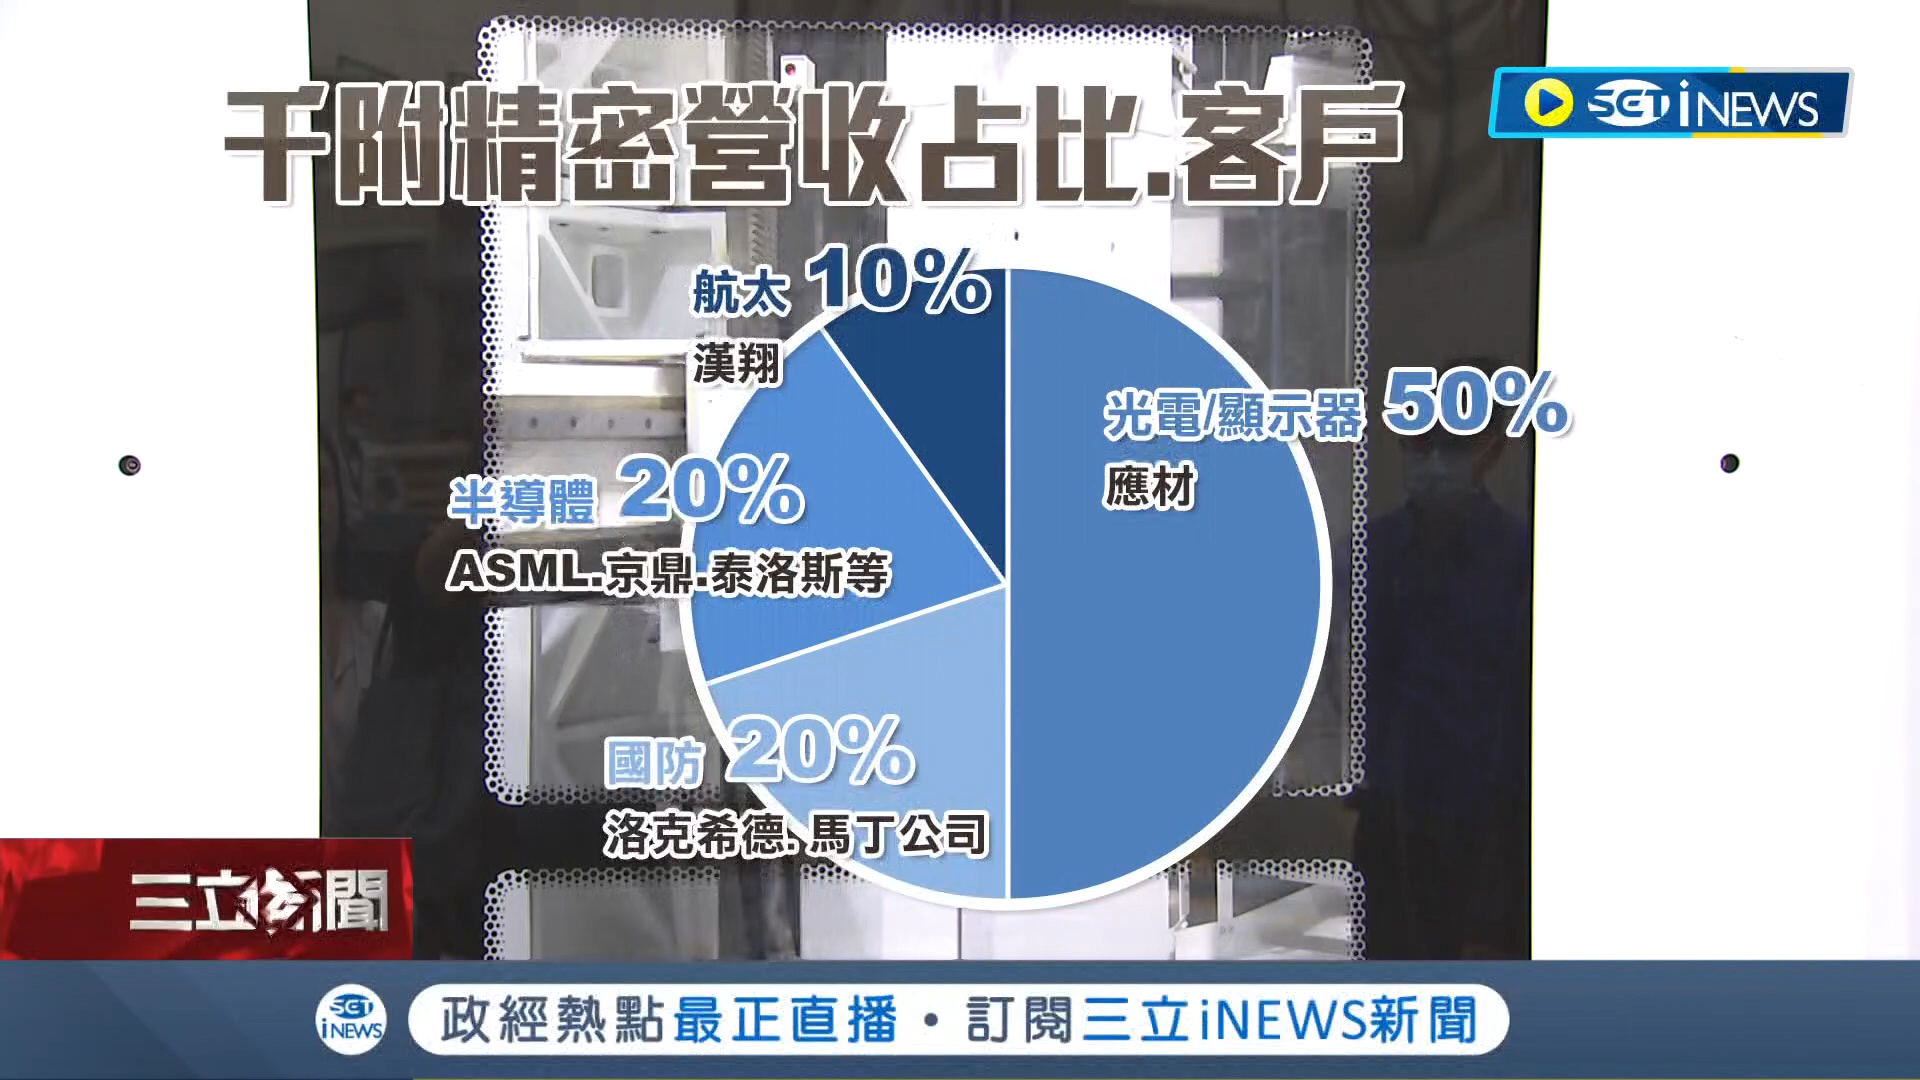 千附精密營收占比.客戶
SET iNEWS
航太 10%
漢翔
光電/顯示器 50%
應材
半導體 20%
ASML.京鼎.泰洛斯等
國防 20%
洛克希德.馬丁公司
三立新聞
SET iNEWS
政經熱點最正直播・訂閱三立iNEWS新聞